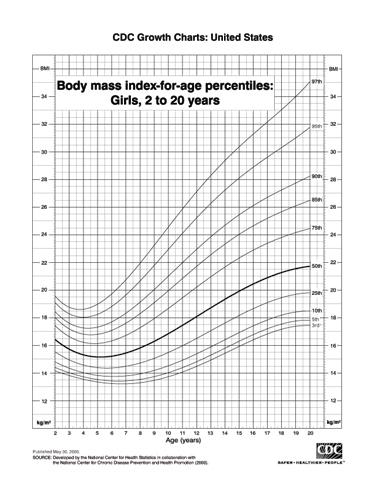 CDC Growth Charts: United States
BMI
BMI
Body mass index-for-age percentiles:
Girls, 2 to 20 years
97th
95th
90th
85th
75th
50th
25th
10th
5th
3rd
34
32
30
28
26
24
22
20
18
16
14
12
kg/m²
34
32
30
28
26
24
22
20
18
16
14
12
kg/m²
2 3 4 5 6 7 8 9 10 11 12 13 14 15 16 17 18 19 20
Age (years)
Published May 30, 2000.
SOURCE: Developed by the National Center for Health Statistics in collaboration with
the National Center for Chronic Disease Prevention and Health Promotion (2000).
CDC
SAFER • HEALTHIER • PEOPLE™